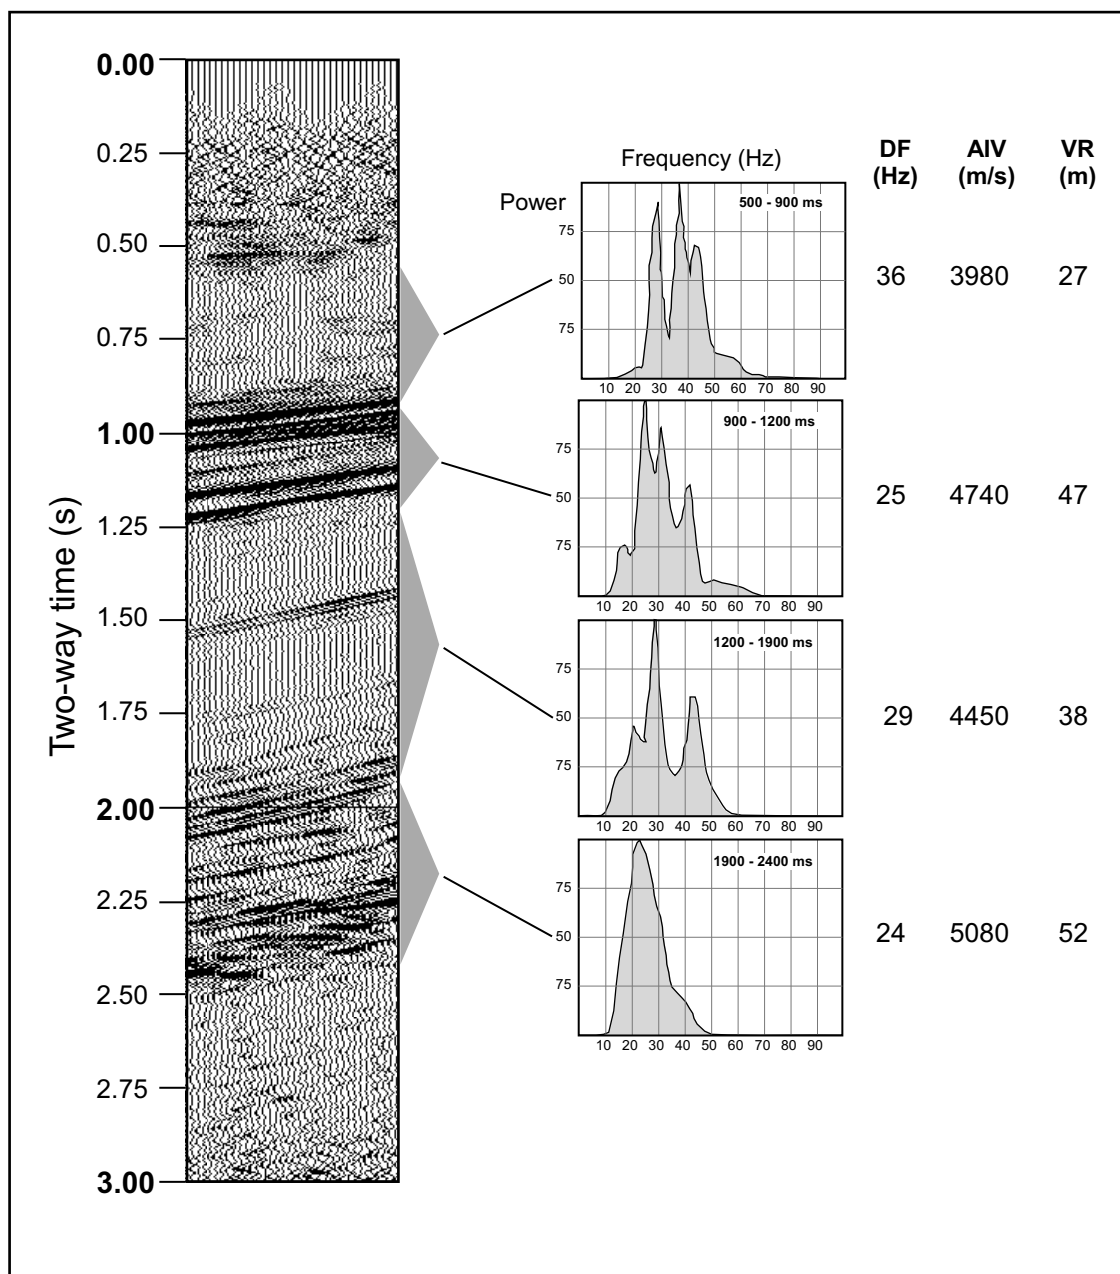 Two-way time (s)
0.00
0.25
0.50
0.75
1.00
1.25
1.50
1.75
2.00
2.25
2.50
2.75
3.00
Frequency (Hz)
Power
DF (Hz)
AIV (m/s)
VR (m)
500 - 900 ms
75
50
75
10 20 30 40 50 60 70 80 90
36 3980 27
900 - 1200 ms
75
50
75
10 20 30 40 50 60 70 80 90
25 4740 47
1200 - 1900 ms
75
50
75
10 20 30 40 50 60 70 80 90
29 4450 38
1900 - 2400 ms
75
50
75
10 20 30 40 50 60 70 80 90
24 5080 52